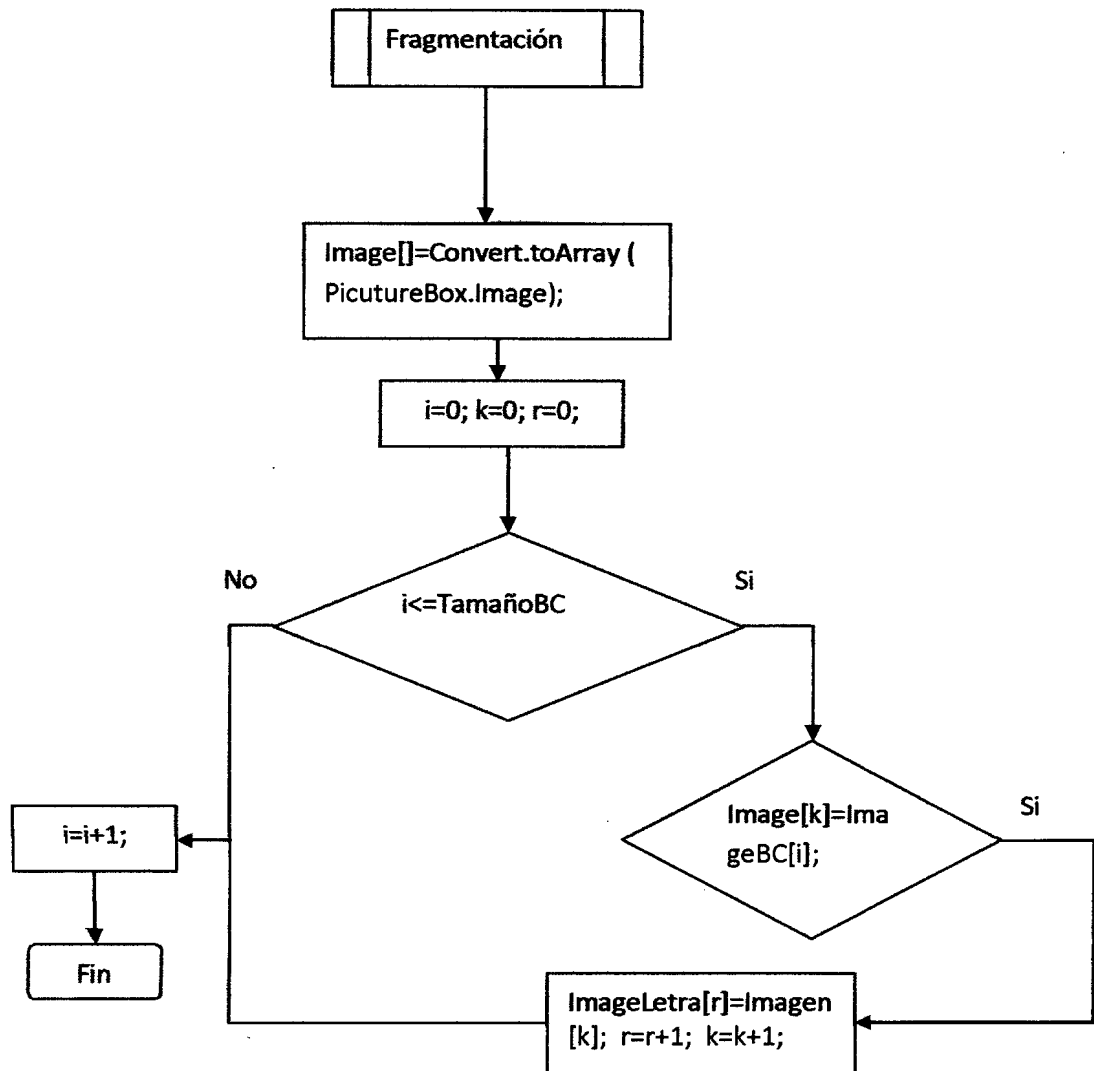 Fragmentación
Image[]=Convert.toArray (
PicutureBox.Image);
i=0; k=0; r=0;
No
Si
i<=TamañoBC
Image[k]=Ima
geBC[i];
Si
i=i+1;
Fin
ImageLetra[r]=Imagen
[k]; r=r+1; k=k+1;